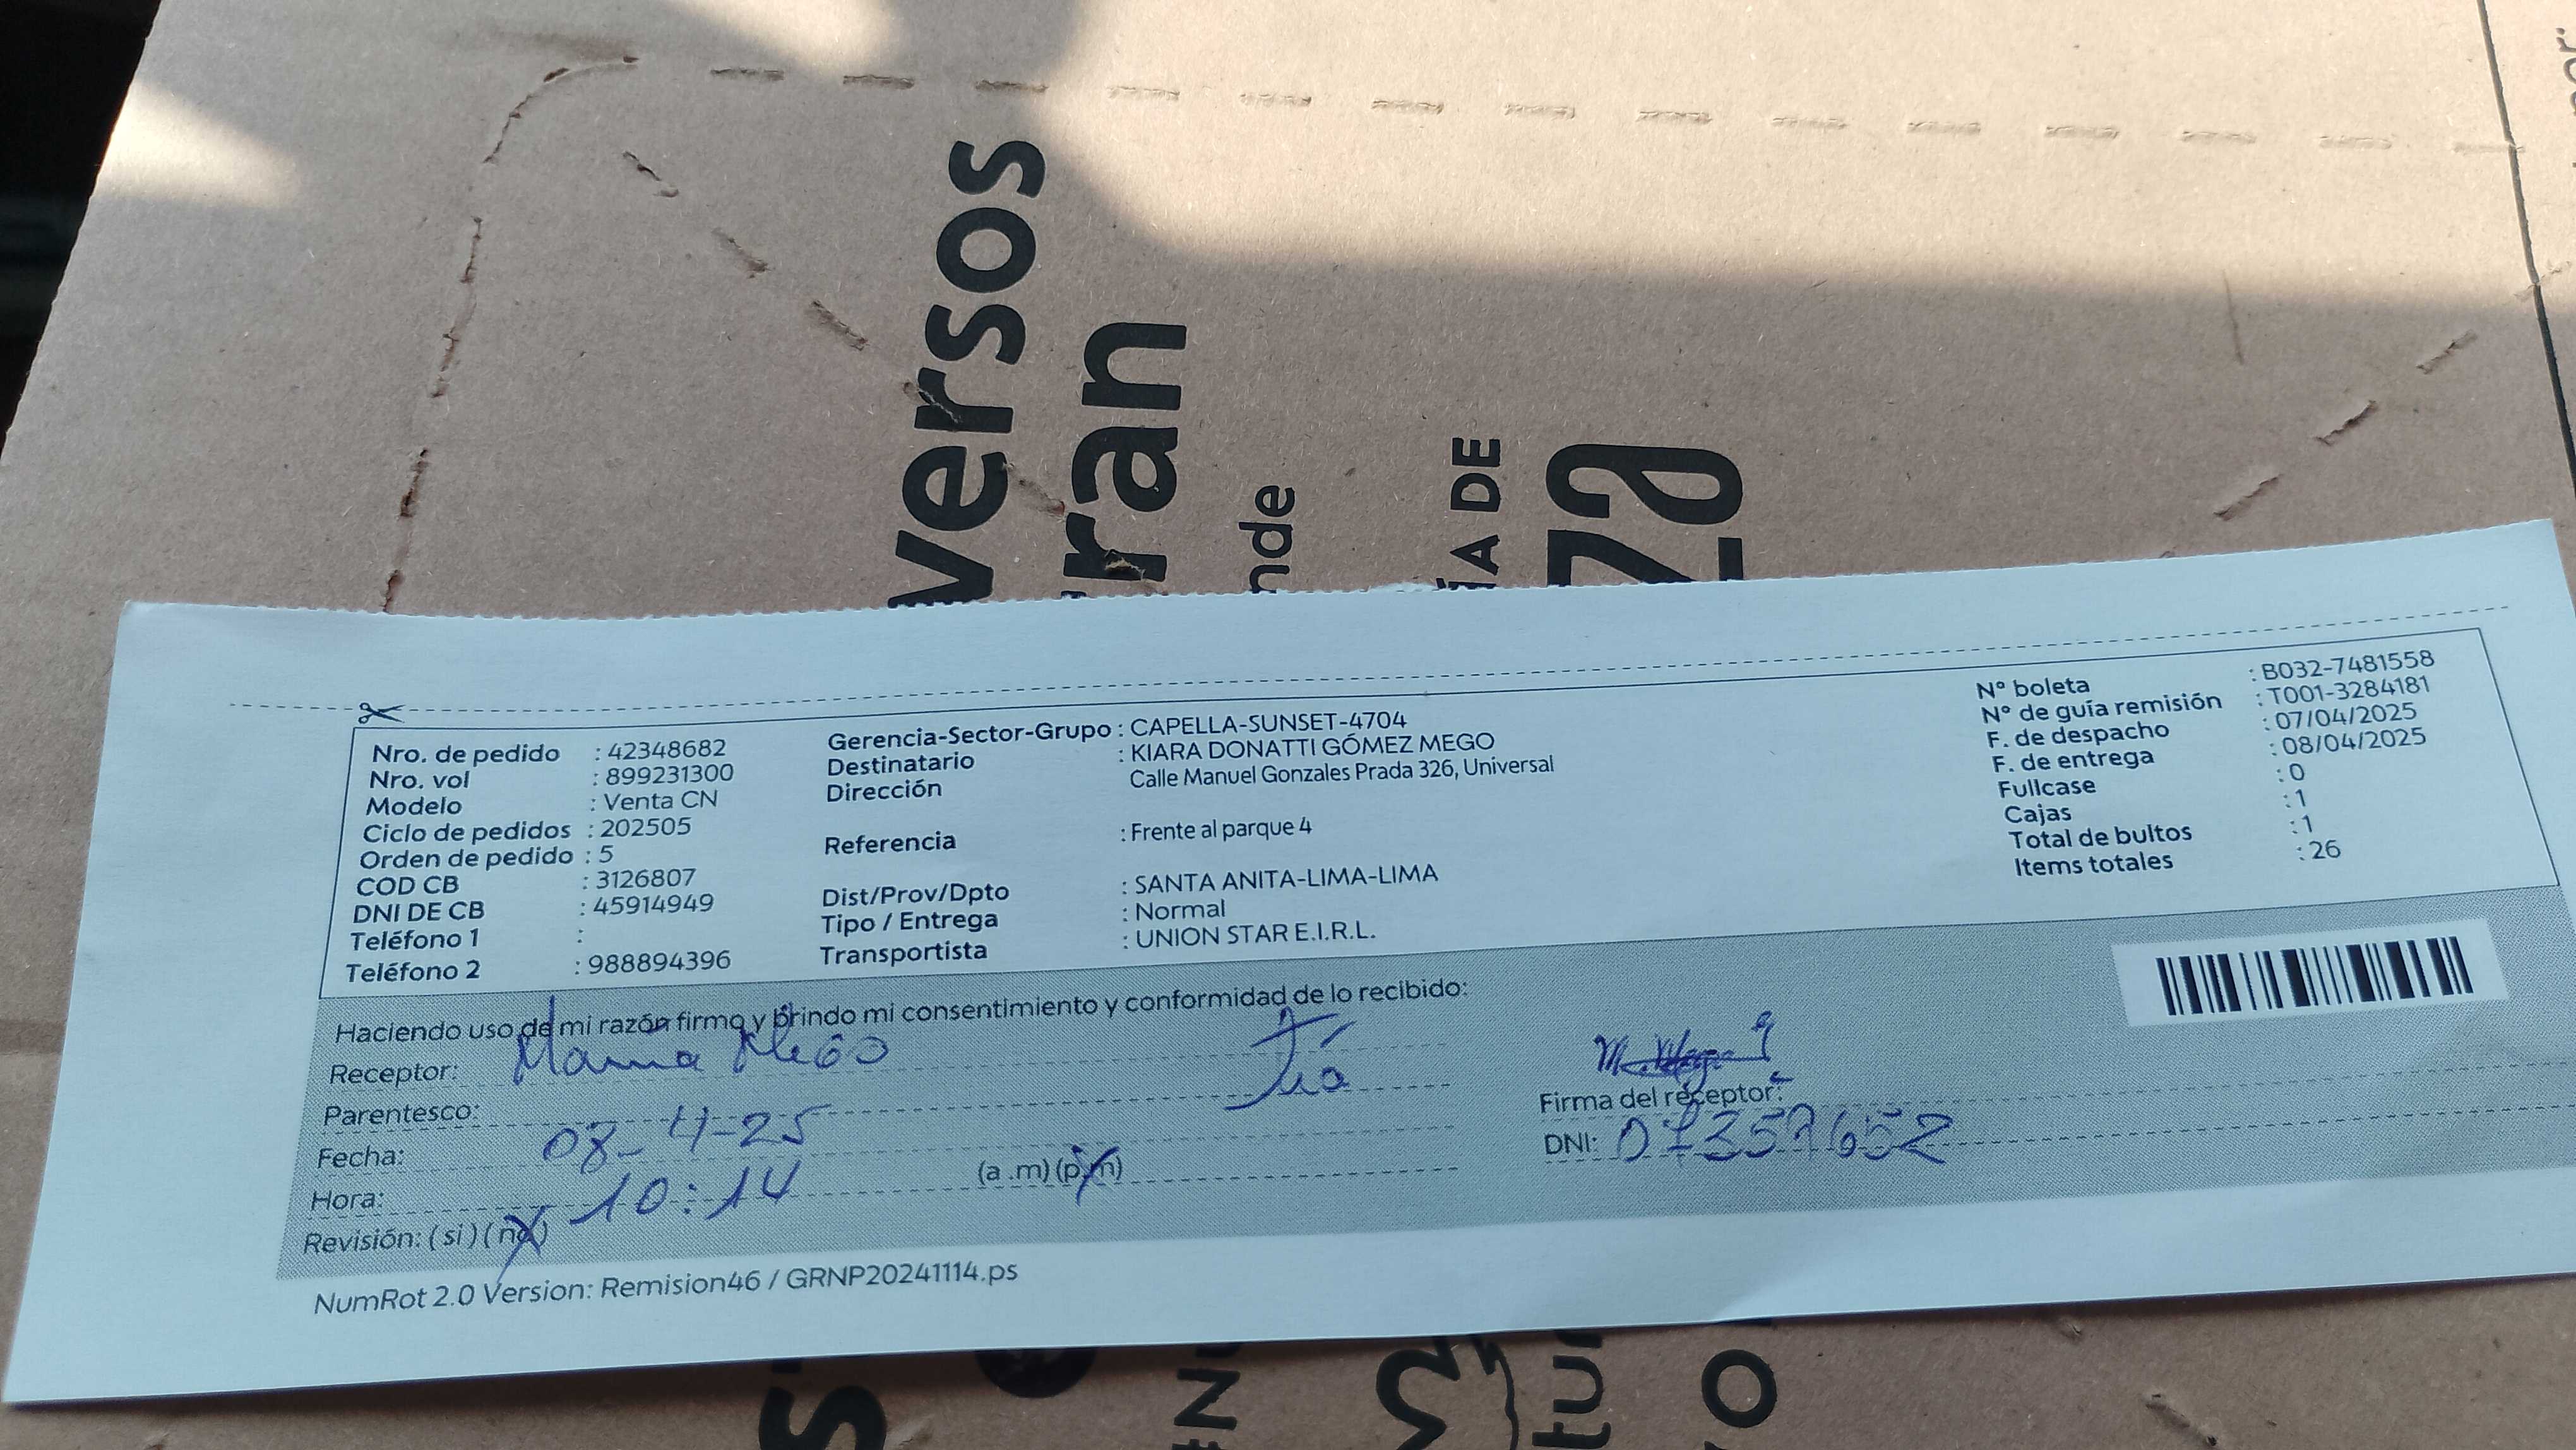 versos
ran
nde
ÍA DE
za
Nro. de pedido : 42348682
Nro. vol : 899231300
Modelo : Venta CN
Ciclo de pedidos : 202505
Orden de pedido : 5
COD CB : 3126807
DNI DE CB : 45914949
Teléfono 1 :
Teléfono 2 : 988894396
Gerencia-Sector-Grupo : CAPELLA-SUNSET-4704
Destinatario : KIARA DONATTI GÓMEZ MEGO
Dirección Calle Manuel Gonzales Prada 326, Universal
Referencia : Frente al parque 4
Dist/Prov/Dpto : SANTA ANITA-LIMA-LIMA
Tipo / Entrega : Normal
Transportista : UNION STAR E.I.R.L.
N° boleta : B032-7481558
N° de guía remisión : T001-3284181
F. de despacho : 07/04/2025
F. de entrega : 08/04/2025
Fullcase : 0
Cajas : 1
Total de bultos : 1
Items totales : 26
Haciendo uso de mi razón firmo y brindo mi consentimiento y conformidad de lo recibido:
Receptor: Maria Mego
Parentesco: Tía
Fecha: 08-4-25
Hora: 10:14 (a .m) (p.m)
Revisión: ( si ) ( no )
Firma del receptor:
DNI: 07357652
NumRot 2.0 Version: Remision46 / GRNP20241114.ps